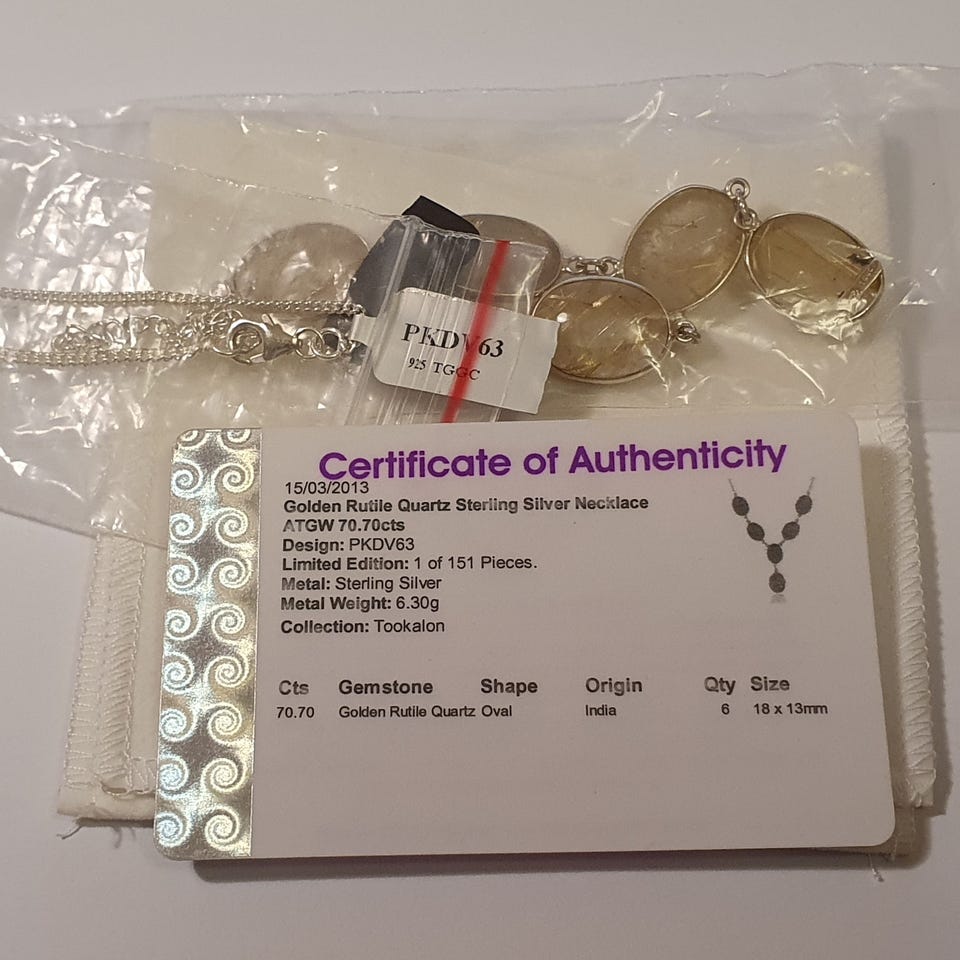 PKDV63
925 TGGC
Certificate of Authenticity
15/03/2013
Golden Rutile Quartz Sterling Silver Necklace
ATGW 70.70cts
Design: PKDV63
Limited Edition: 1 of 151 Pieces.
Metal: Sterling Silver
Metal Weight: 6.30g
Collection: Tookalon
Cts Gemstone Shape Origin Qty Size
70.70 Golden Rutile Quartz Oval India 6 18 x 13mm